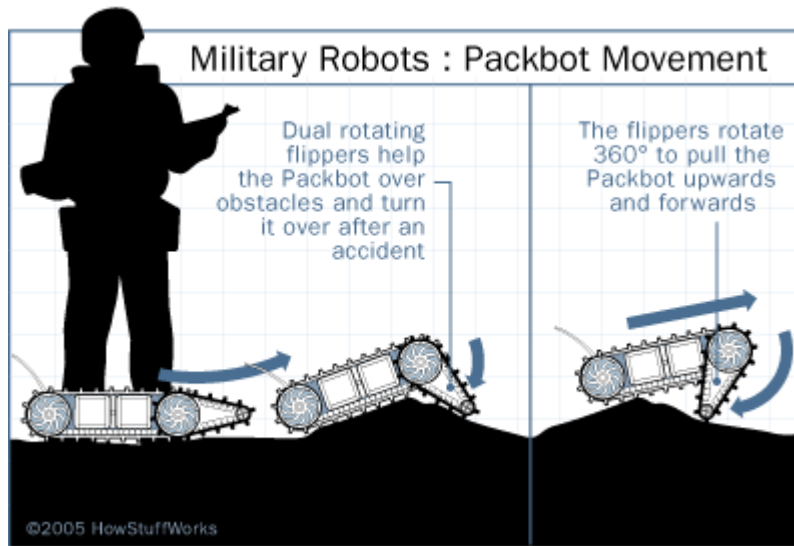 Military Robots : Packbot Movement
Dual rotating
flippers help
the Packbot over
obstacles and turn
it over after an
accident
The flippers rotate
360° to pull the
Packbot upwards
and forwards
©2005 HowStuffWorks